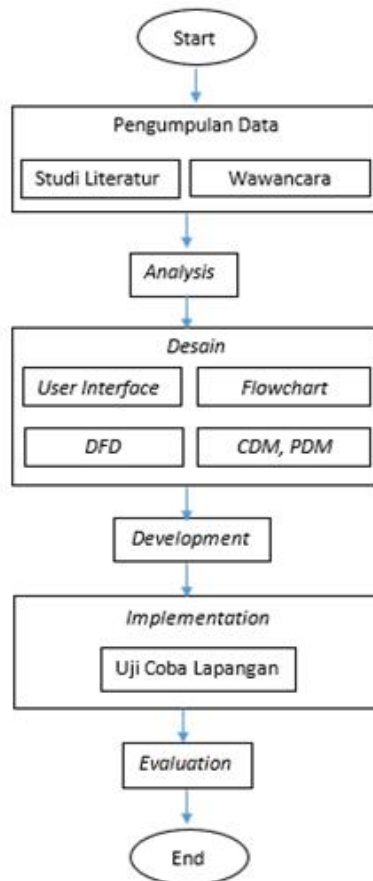 Start
Pengumpulan Data
Studi Literatur
Wawancara
Analysis
Desain
User Interface
Flowchart
DFD
CDM, PDM
Development
Implementation
Uji Coba Lapangan
Evaluation
End